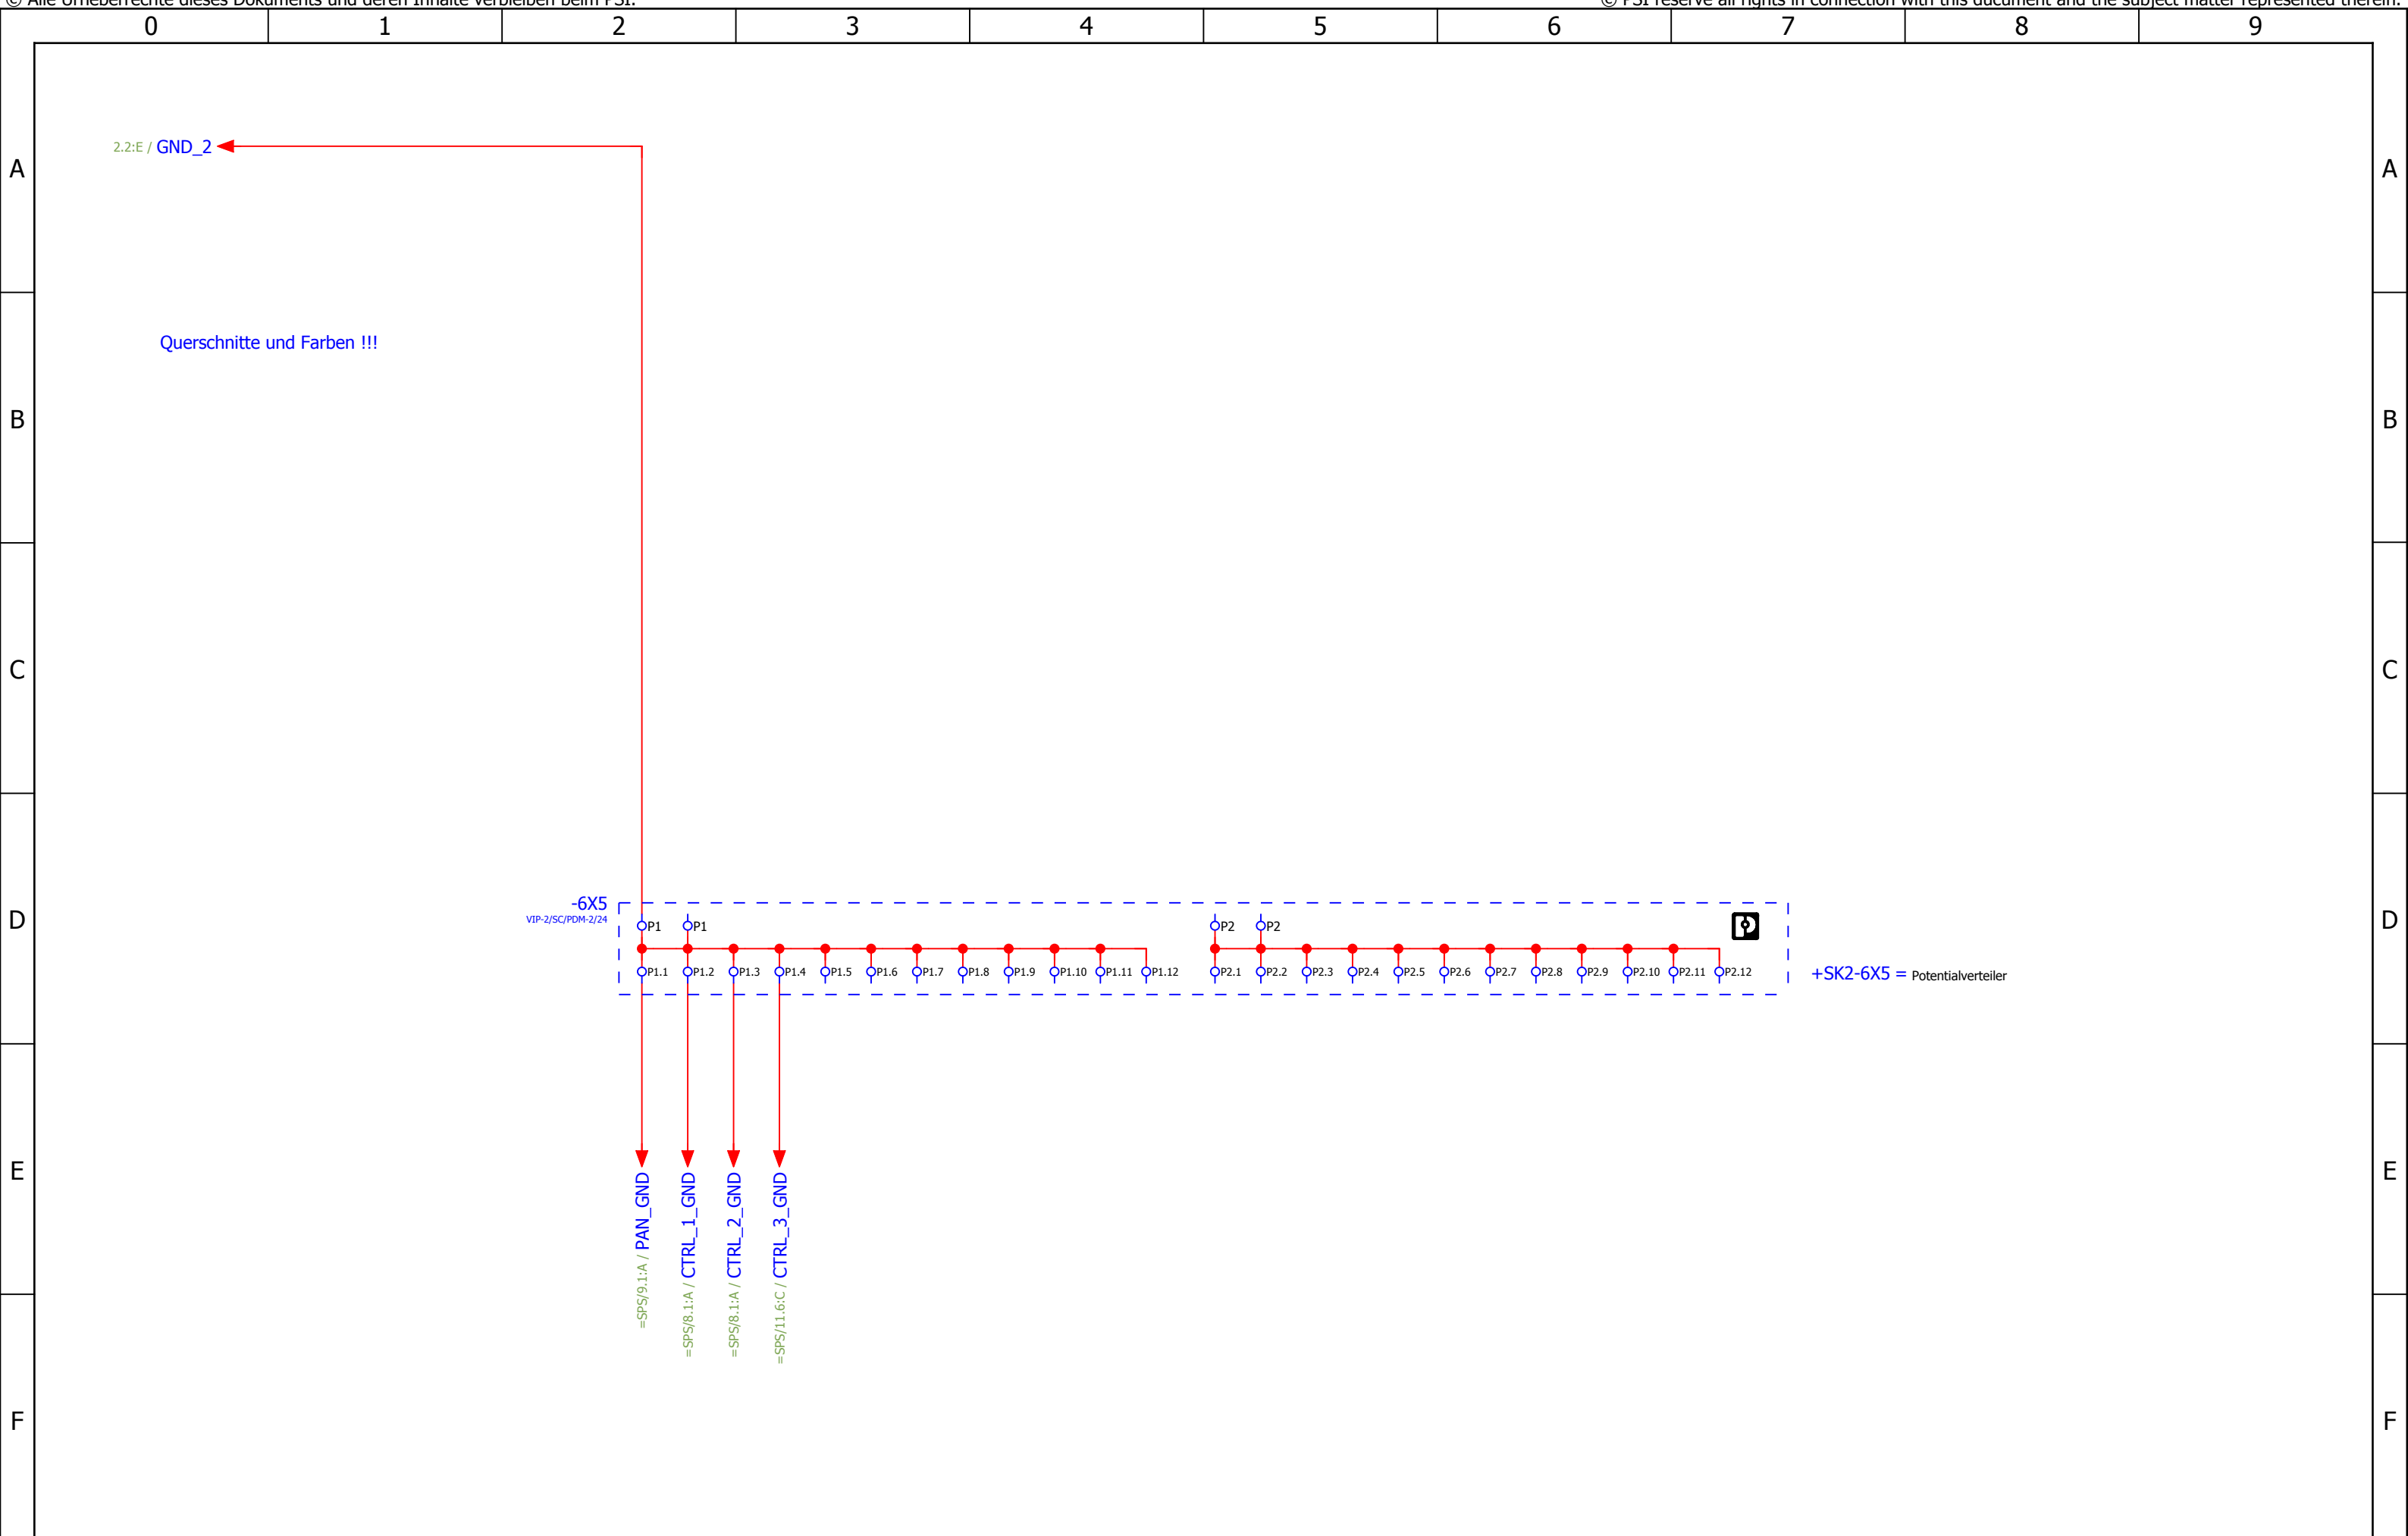 © Alle Urheberrechte dieses Dokuments und deren Inhalte verbleiben beim PSI.
© PSI reserve all rights in connection with this ducument and the subject matter represented therein.
0 1 2 3 4 5 6 7 8 9
A A
2.2:E / GND_2
Querschnitte und Farben !!!
B B
C C
D D
-6X5
VIP-2/SC/PDM-2/24
P1 P1 P2 P2
P1.1 P1.2 P1.3 P1.4 P1.5 P1.6 P1.7 P1.8 P1.9 P1.10 P1.11 P1.12 P2.1 P2.2 P2.3 P2.4 P2.5 P2.6 P2.7 P2.8 P2.9 P2.10 P2.11 P2.12
+SK2-6X5 = Potentialverteiler
E E
=SPS/9.1:A / PAN_GND
=SPS/8.1:A / CTRL_1_GND
=SPS/8.1:A / CTRL_2_GND
=SPS/11.6:C / CTRL_3_GND
F F